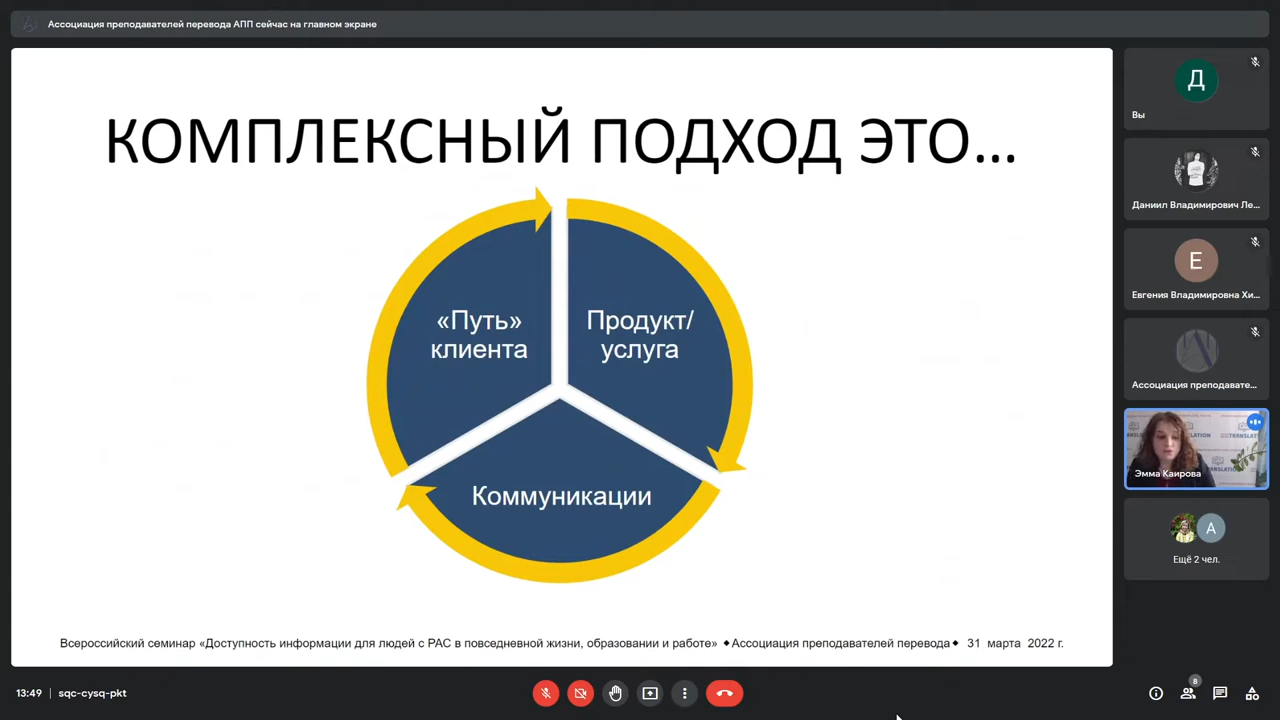 Ассоциация преподавателей перевода АПП сейчас на главном экране
КОМПЛЕКСНЫЙ ПОДХОД ЭТО...
«Путь»
клиента
Продукт/
услуга
Коммуникации
Всероссийский семинар «Доступность информации для людей с РАС в повседневной жизни, образовании и работе» ◆Ассоциация преподавателей перевода◆ 31 марта 2022 г.
Д
Вы
Даниил Владимирович Ле...
Е
Евгения Владимировна Хи...
Ассоциация преподавате...
TRANSLATION
Эмма Каирова
А
Ещё 2 чел.
13:49 | sqc-cysq-pkt
8